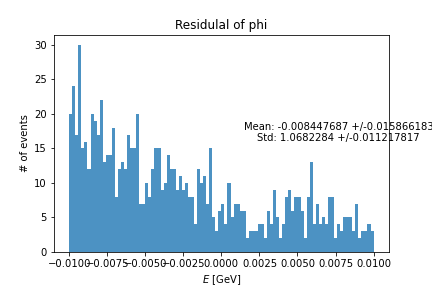 Residulal of phi
30
25
20
15
10
5
0
# of events
Mean: -0.008447687 +/-0.015866183
Std: 1.0682284 +/-0.011217817
−0.0100 −0.0075 −0.0050 −0.0025 0.0000 0.0025 0.0050 0.0075 0.0100
E [GeV]